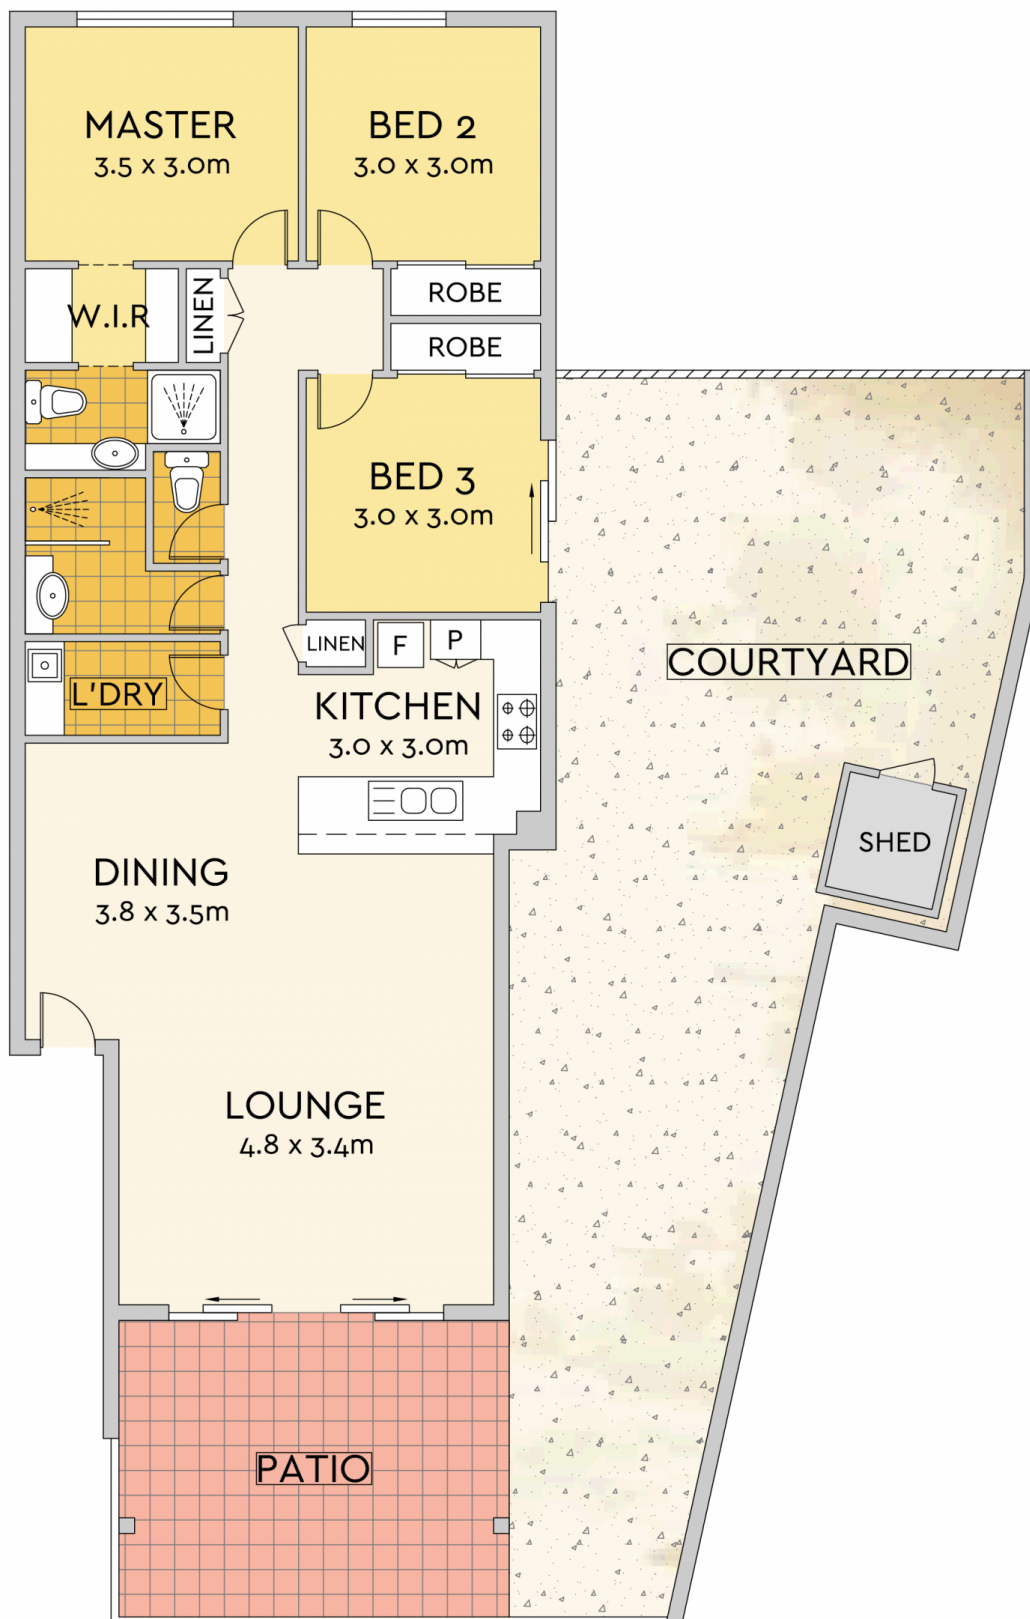 MASTER
3.5 x 3.0m
BED 2
3.0 x 3.0m
W.I.R
LINEN
ROBE
ROBE
BED 3
3.0 x 3.0m
LINEN
F
P
L'DRY
KITCHEN
3.0 x 3.0m
COURTYARD
SHED
DINING
3.8 x 3.5m
LOUNGE
4.8 x 3.4m
PATIO